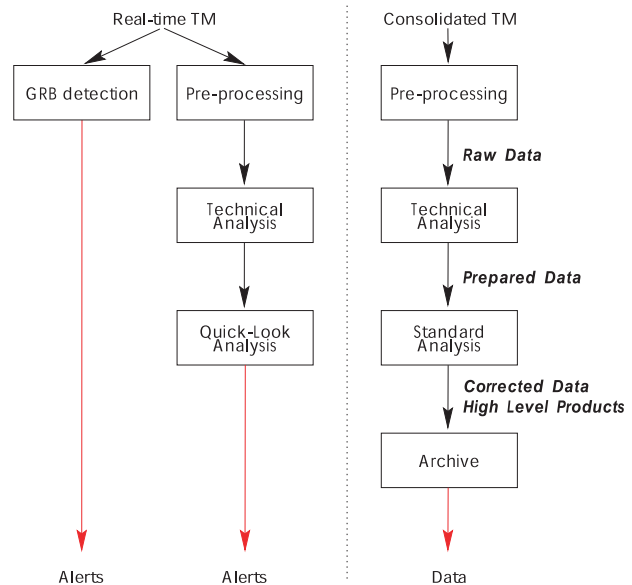 Real-time TM
Consolidated TM
GRB detection
Pre-processing
Pre-processing
Raw Data
Technical
Analysis
Technical
Analysis
Prepared Data
Quick-Look
Analysis
Standard
Analysis
Corrected Data
High Level Products
Archive
Alerts
Alerts
Data